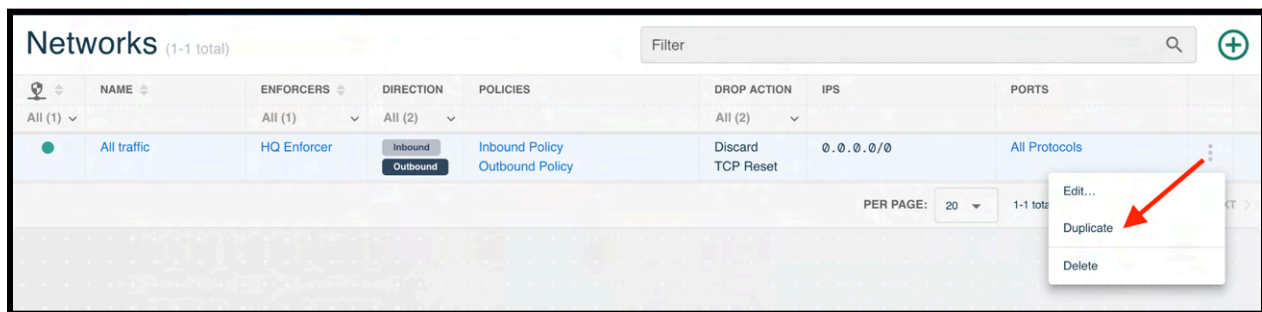 Networks (1-1 total)
Filter
NAME ENFORCERS DIRECTION POLICIES DROP ACTION IPS PORTS
All (1) All (1) All (2) All (2)
All traffic HQ Enforcer Inbound Inbound Policy Discard 0.0.0.0/0 All Protocols
Outbound Outbound Policy TCP Reset
Edit...
PER PAGE: 20 1-1 tota
Duplicate
Delete